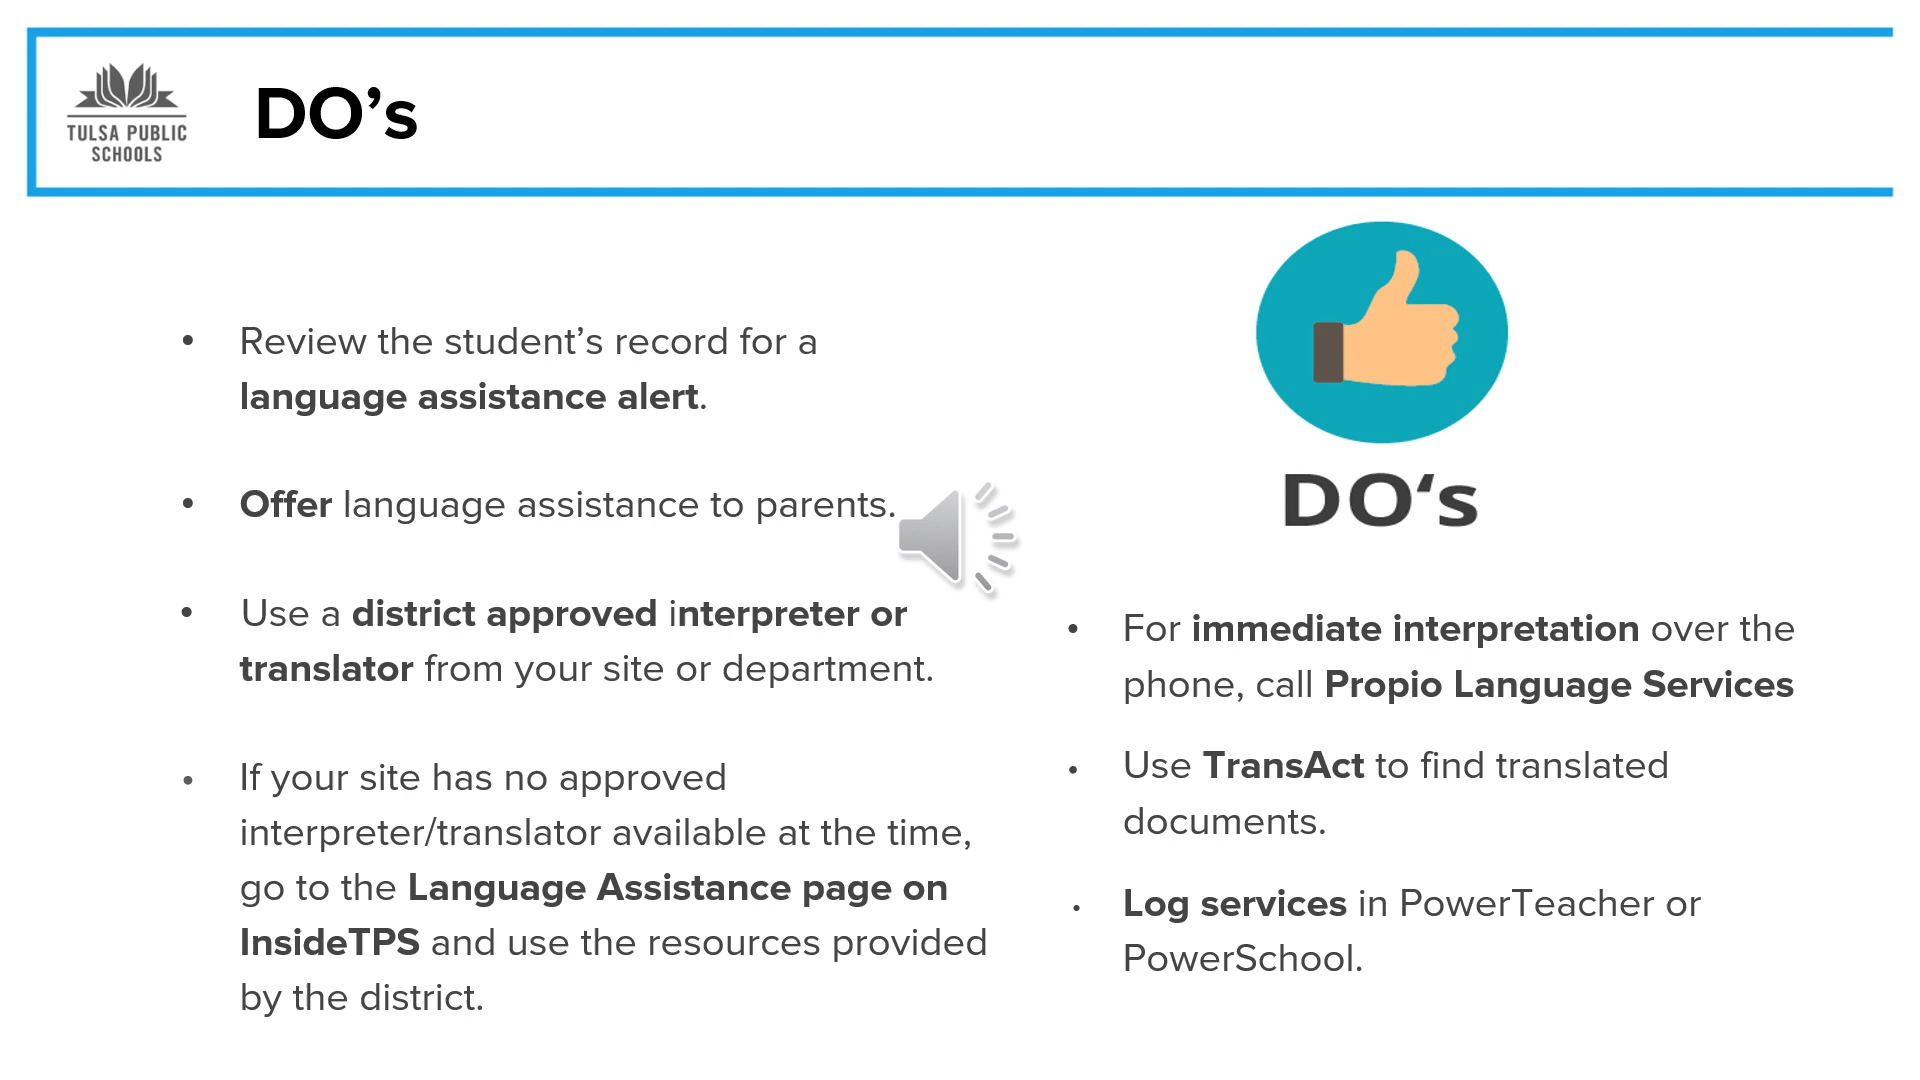 TULSA PUBLIC
SCHOOLS
DO’s
• Review the student’s record for a
language assistance alert.
• Offer language assistance to parents.
• Use a district approved interpreter or
translator from your site or department.
• If your site has no approved
interpreter/translator available at the time,
go to the Language Assistance page on
InsideTPS and use the resources provided
by the district.
DO‘s
• For immediate interpretation over the
phone, call Propio Language Services
• Use TransAct to find translated
documents.
• Log services in PowerTeacher or
PowerSchool.